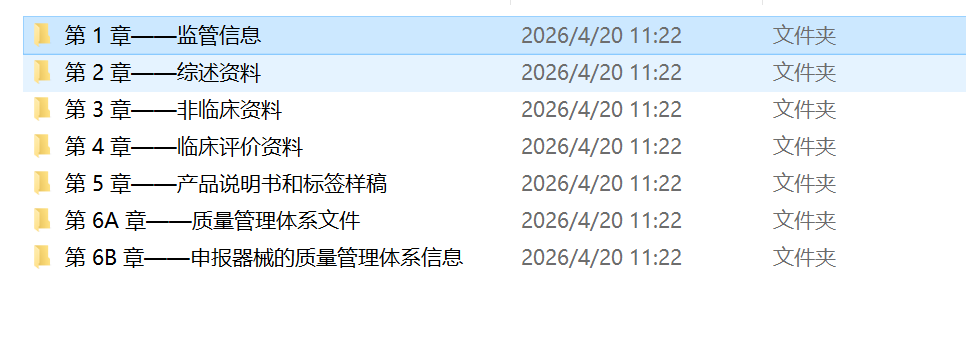 第 1 章——监管信息 2026/4/20 11:22 文件夹
第 2 章——综述资料 2026/4/20 11:22 文件夹
第 3 章——非临床资料 2026/4/20 11:22 文件夹
第 4 章——临床评价资料 2026/4/20 11:22 文件夹
第 5 章——产品说明书和标签样稿 2026/4/20 11:22 文件夹
第 6A 章——质量管理体系文件 2026/4/20 11:22 文件夹
第 6B 章——申报器械的质量管理体系信息 2026/4/20 11:22 文件夹